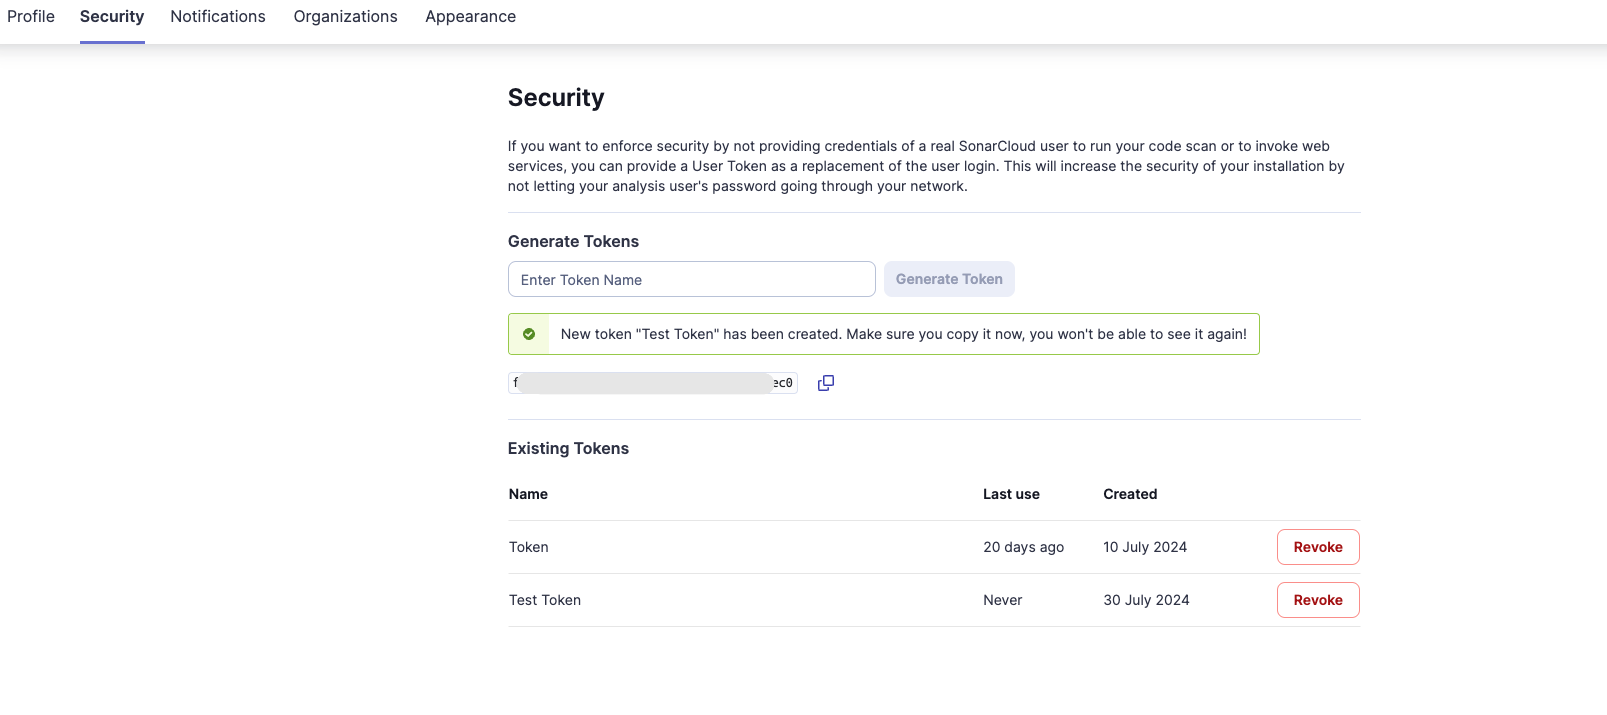 Profile Security Notifications Organizations Appearance
Security
If you want to enforce security by not providing credentials of a real SonarCloud user to run your code scan or to invoke web
services, you can provide a User Token as a replacement of the user login. This will increase the security of your installation by
not letting your analysis user's password going through your network.
Generate Tokens
Enter Token Name Generate Token
New token "Test Token" has been created. Make sure you copy it now, you won't be able to see it again!
f ec0
Existing Tokens
Name Last use Created
Token 20 days ago 10 July 2024 Revoke
Test Token Never 30 July 2024 Revoke